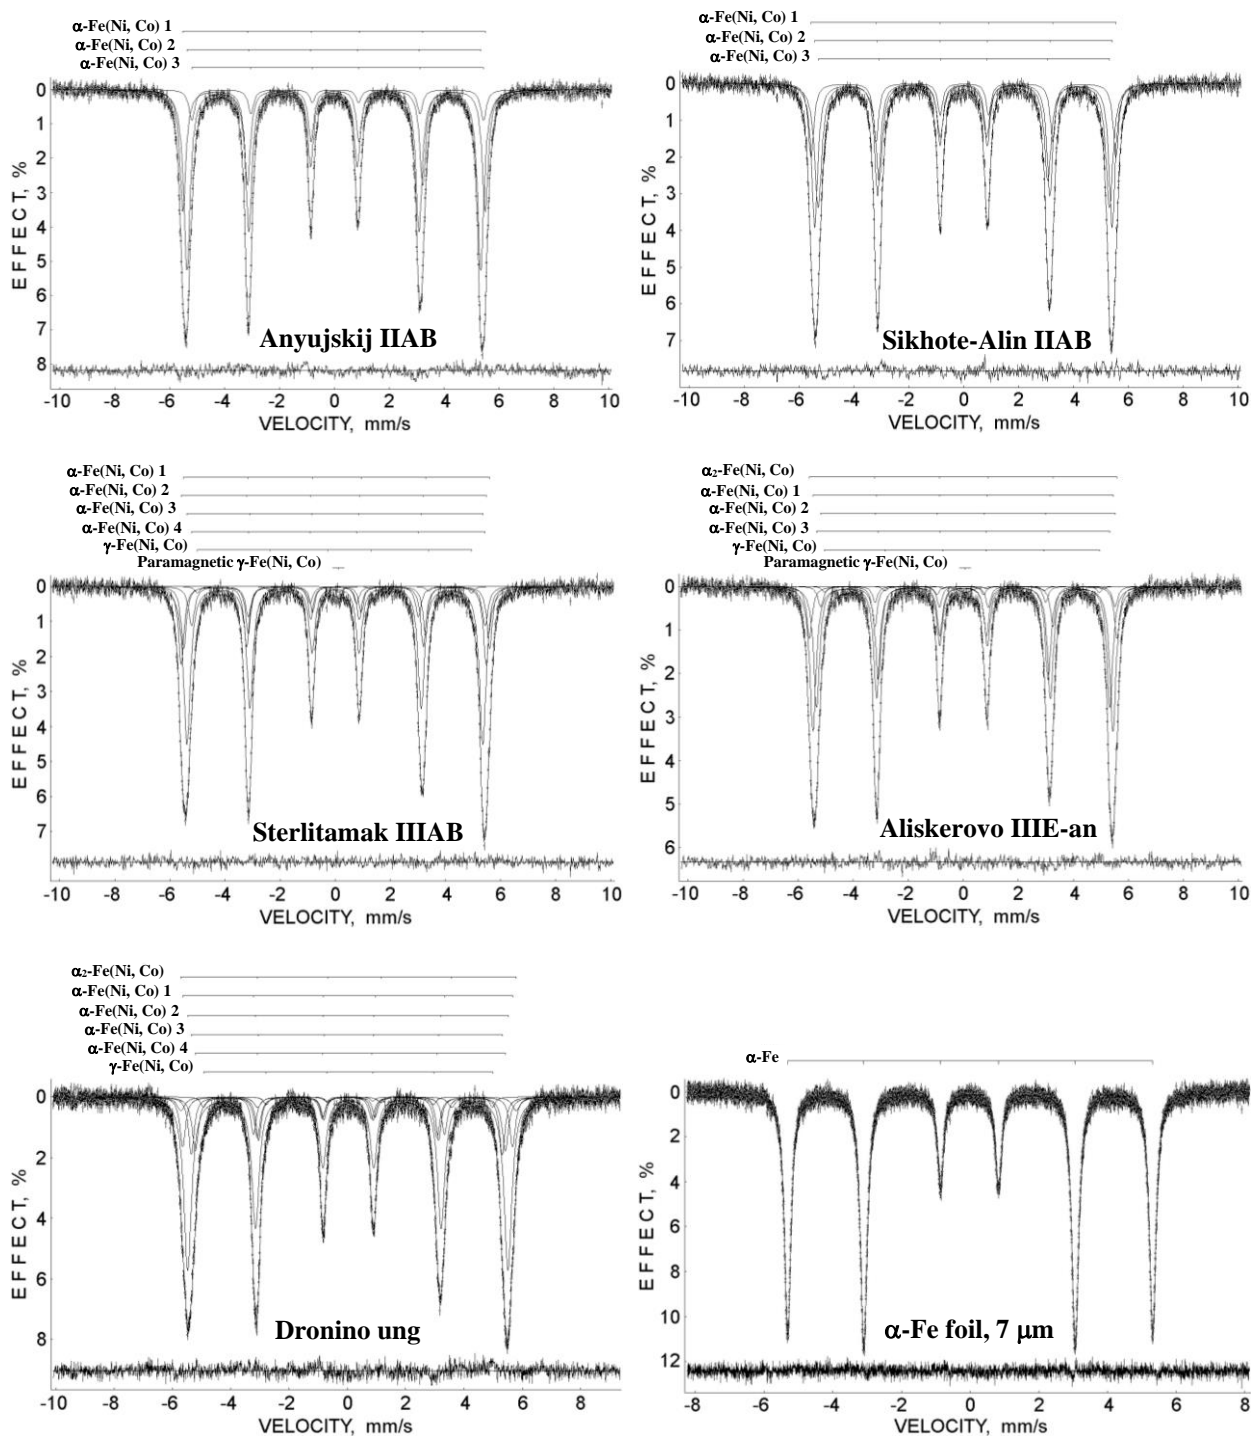 α-Fe(Ni, Co) 1
α-Fe(Ni, Co) 2
α-Fe(Ni, Co) 3
0
1
2
3
4
5
6
7
8
EFFECT, %
Anyujskij IIAB
-10 -8 -6 -4 -2 0 2 4 6 8 10
VELOCITY, mm/s
α-Fe(Ni, Co) 1
α-Fe(Ni, Co) 2
α-Fe(Ni, Co) 3
0
1
2
3
4
5
6
7
EFFECT, %
Sikhote-Alin IIAB
-10 -8 -6 -4 -2 0 2 4 6 8 10
VELOCITY, mm/s
α-Fe(Ni, Co) 1
α-Fe(Ni, Co) 2
α-Fe(Ni, Co) 3
α-Fe(Ni, Co) 4
γ-Fe(Ni, Co)
Paramagnetic γ-Fe(Ni, Co)
0
1
2
3
4
5
6
7
EFFECT, %
Sterlitamak IIIAB
-10 -8 -6 -4 -2 0 2 4 6 8 10
VELOCITY, mm/s
α₂-Fe(Ni, Co)
α-Fe(Ni, Co) 1
α-Fe(Ni, Co) 2
α-Fe(Ni, Co) 3
γ-Fe(Ni, Co)
Paramagnetic γ-Fe(Ni, Co)
0
1
2
3
4
5
6
EFFECT, %
Aliskerovo IIIE-an
-10 -8 -6 -4 -2 0 2 4 6 8 10
VELOCITY, mm/s
α₂-Fe(Ni, Co)
α-Fe(Ni, Co) 1
α-Fe(Ni, Co) 2
α-Fe(Ni, Co) 3
α-Fe(Ni, Co) 4
γ-Fe(Ni, Co)
0
2
4
6
8
EFFECT, %
Dronino ung
-10 -8 -6 -4 -2 0 2 4 6 8
VELOCITY, mm/s
α-Fe
0
2
4
6
8
10
12
EFFECT, %
α-Fe foil, 7 μm
-8 -6 -4 -2 0 2 4 6 8
VELOCITY, mm/s